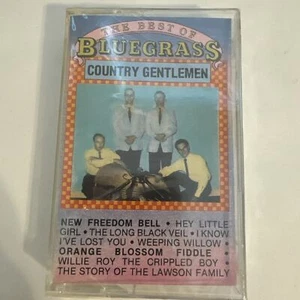 THE BEST OF
BLUEGRASS
COUNTRY GENTLEMEN
NEW FREEDOM BELL • HEY LITTLE
GIRL • THE LONG BLACK VEIL • I KNOW
I'VE LOST YOU • WEEPING WILLOW •
ORANGE BLOSSOM FIDDLE •
WILLIE ROY THE CRIPPLED BOY •
THE STORY OF THE LAWSON FAMILY